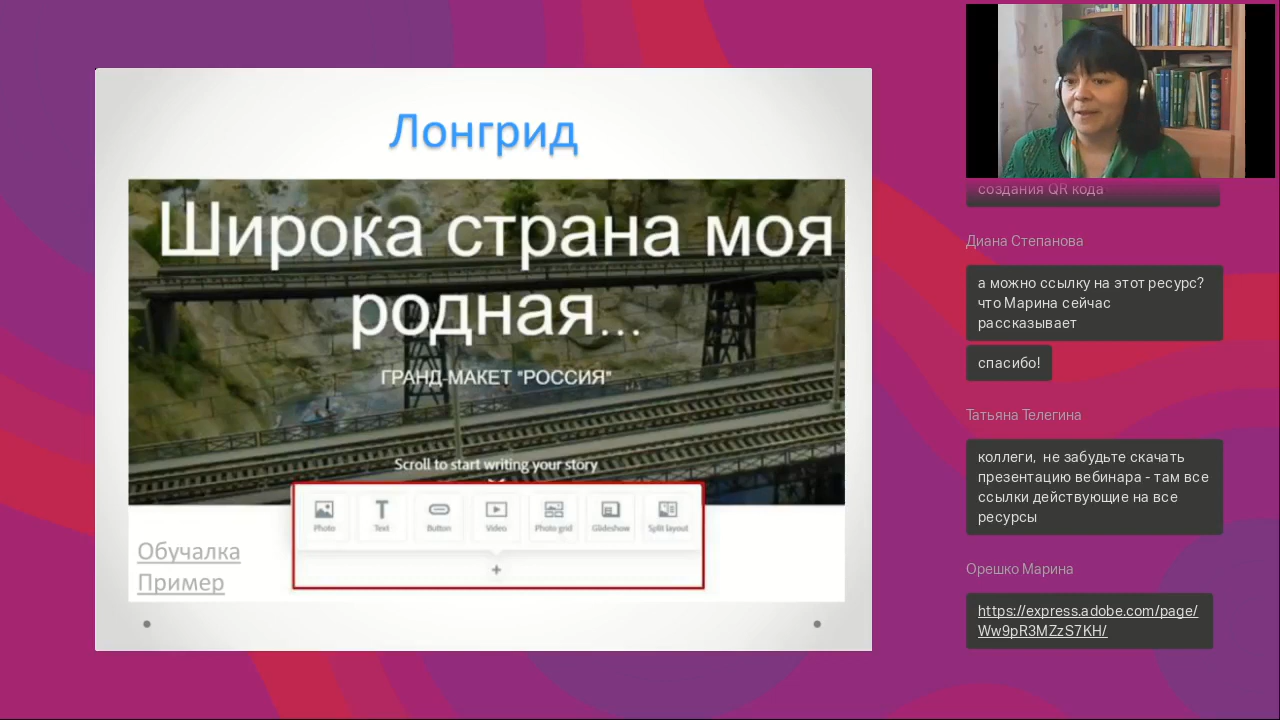 Лонгрид
Широка страна моя
родная...
ГРАНД-МАКЕТ "РОССИЯ"
Scroll to start writing your story
Photo
Text
Button
Video
Photo grid
Glideshow
Split layout
Обучалка
Пример
создания QR кода
Диана Степанова
а можно ссылку на этот ресурс?
что Марина сейчас
рассказывает
спасибо!
Татьяна Телегина
коллеги, не забудьте скачать
презентацию вебинара - там все
ссылки действующие на все
ресурсы
Орешко Марина
https://express.adobe.com/page/
Ww9pR3MZzS7KH/